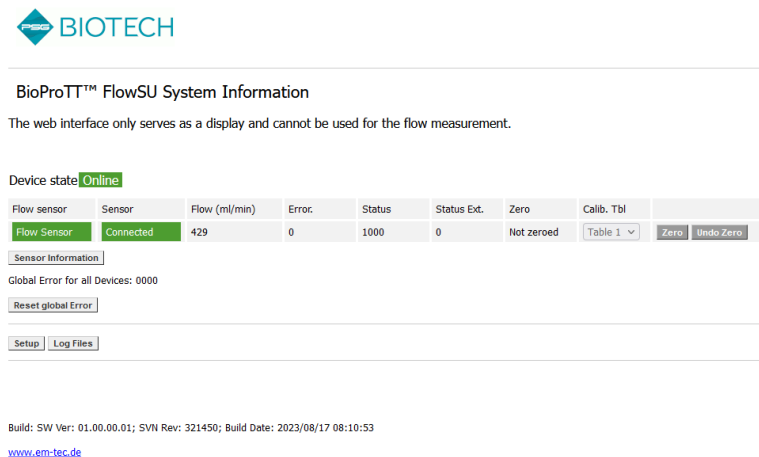 PSG BIOTECH
BioProTT™ FlowSU System Information
The web interface only serves as a display and cannot be used for the flow measurement.
Device state Online
Flow sensor Sensor Flow (ml/min) Error. Status Status Ext. Zero Calib. Tbl
Flow Sensor Connected 429 0 1000 0 Not zeroed Table 1 Zero Undo Zero
Sensor Information
Global Error for all Devices: 0000
Reset global Error
Setup Log Files
Build: SW Ver: 01.00.00.01; SVN Rev: 321450; Build Date: 2023/08/17 08:10:53
www.em-tec.de